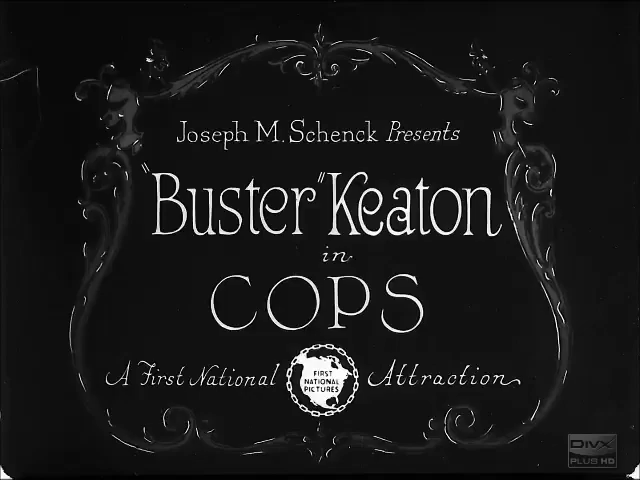 Joseph M. Schenck Presents
"Buster" Keaton
in
COPS
A First National Attraction
FIRST
NATIONAL
PICTURES
DIVX
PLUS HD